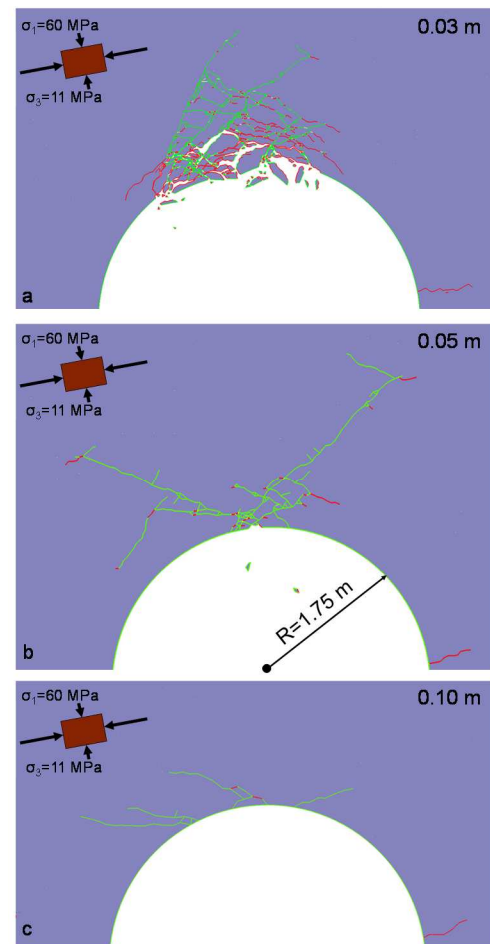 σ1=60 MPa
0.03 m
σ3=11 MPa
a
σ1=60 MPa
0.05 m
σ3=11 MPa
R=1.75 m
b
σ1=60 MPa
0.10 m
σ3=11 MPa
c